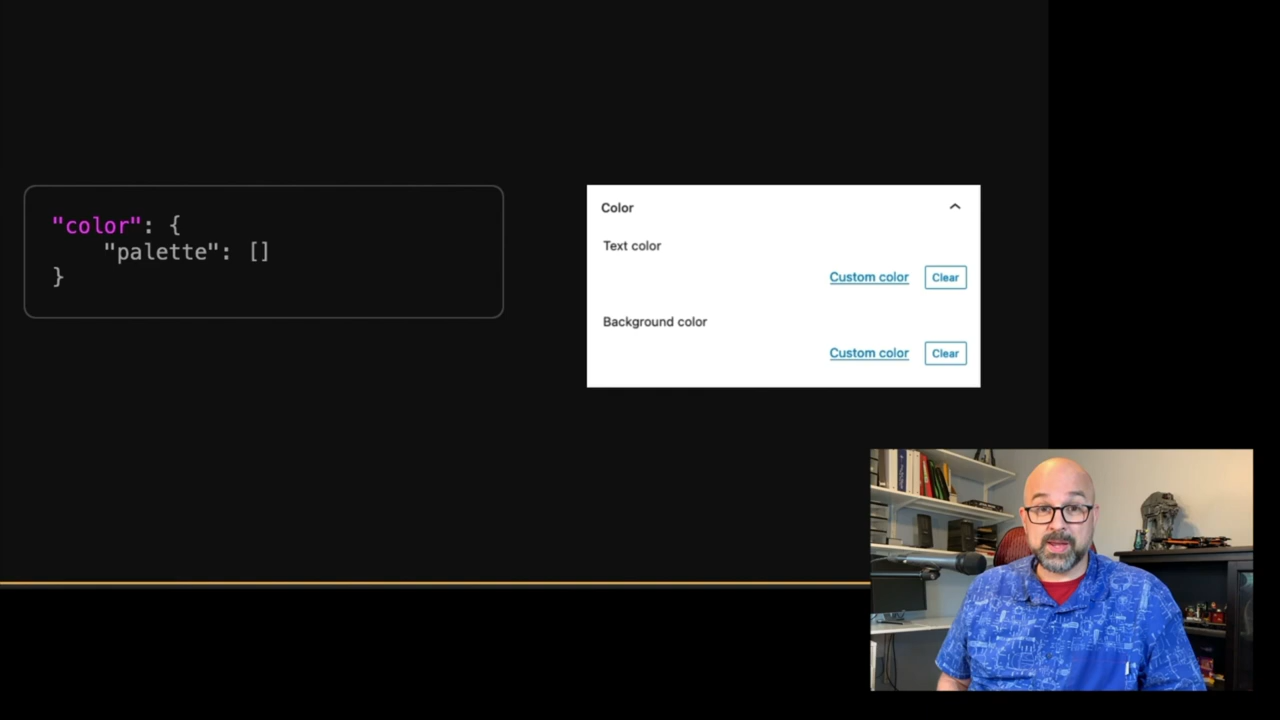 "color": {
    "palette": []
}
Color
Text color
Custom color Clear
Background color
Custom color Clear